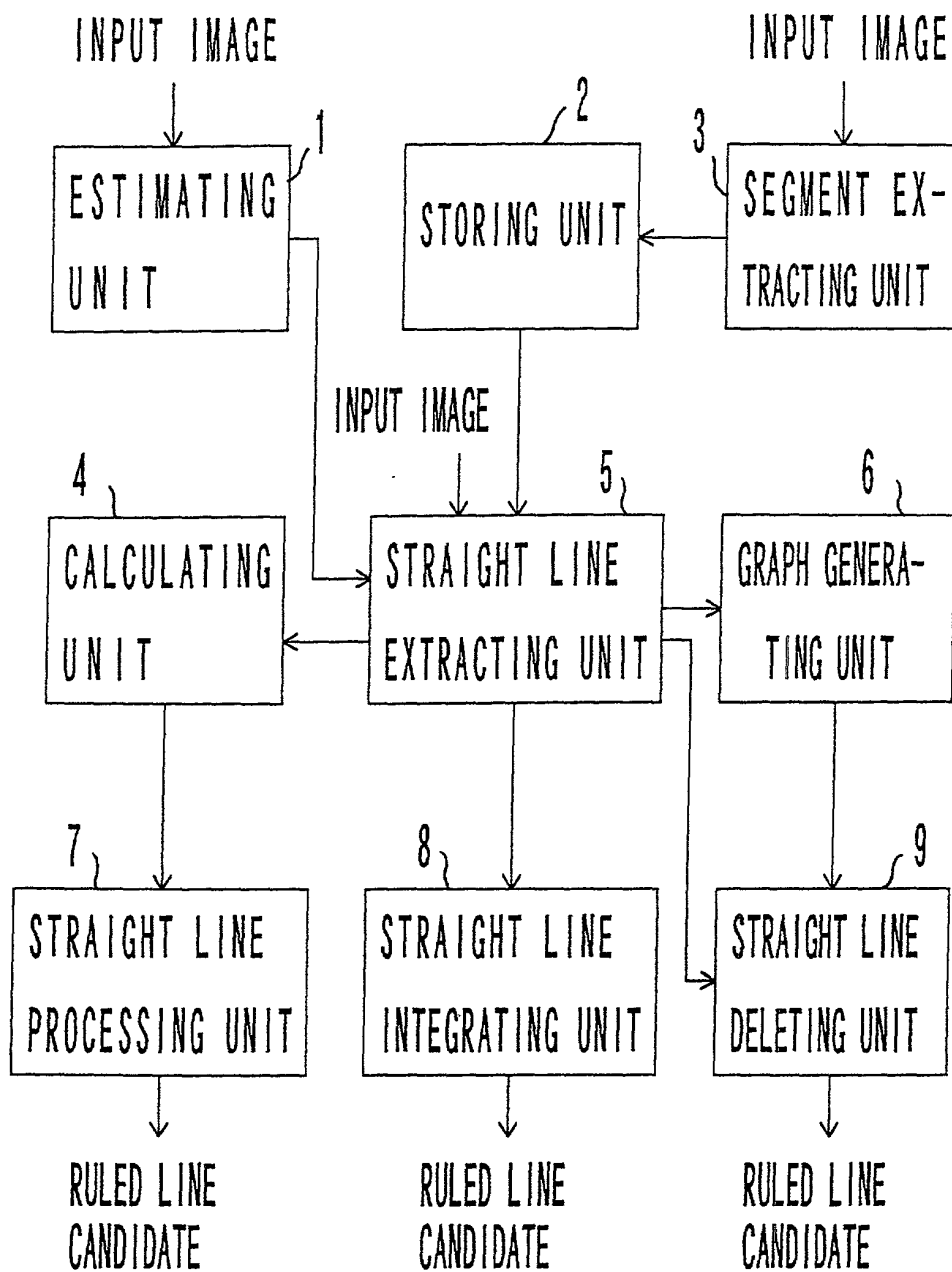 INPUT IMAGE
INPUT IMAGE
1
2
3
ESTIMATING
UNIT
STORING UNIT
SEGMENT EX-
TRACTING UNIT
INPUT IMAGE
4
5
6
CALCULATING
UNIT
STRAIGHT LINE
EXTRACTING UNIT
GRAPH GENERA-
TING UNIT
7
8
9
STRAIGHT LINE
PROCESSING UNIT
STRAIGHT LINE
INTEGRATING UNIT
STRAIGHT LINE
DELETING UNIT
RULED LINE
CANDIDATE
RULED LINE
CANDIDATE
RULED LINE
CANDIDATE